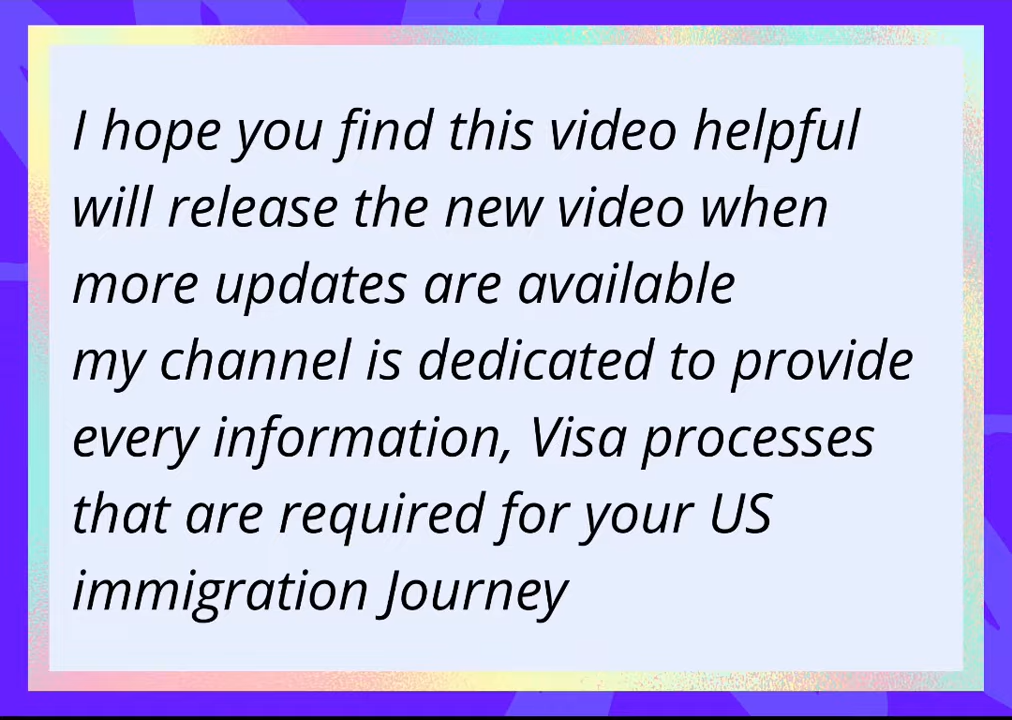 I hope you find this video helpful
will release the new video when
more updates are available
my channel is dedicated to provide
every information, Visa processes
that are required for your US
immigration Journey